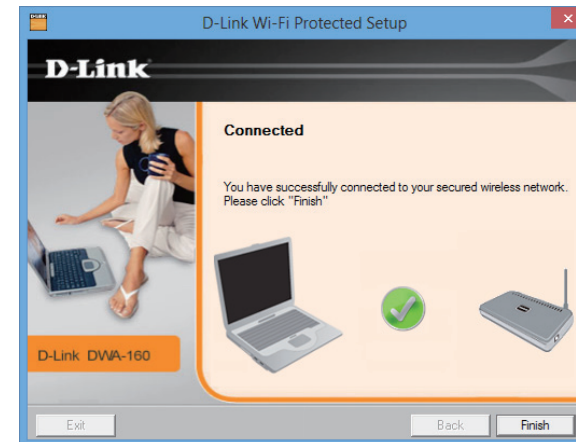 D-Link Wi-Fi Protected Setup
D-Link
Connected
You have successfully connected to your secured wireless network.
Please click "Finish"
D-Link DWA-160
Exit
Back
Finish